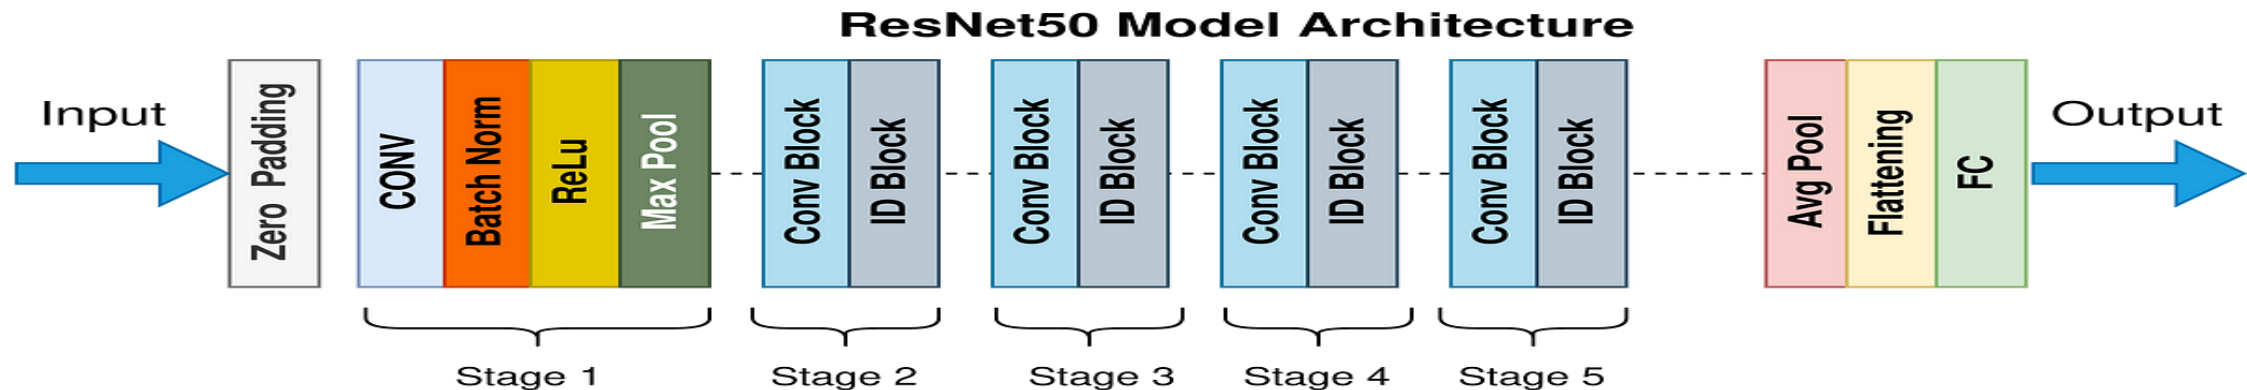 ResNet50 Model Architecture
Input
Zero Padding
CONV
Batch Norm
ReLu
Max Pool
Conv Block
ID Block
Conv Block
ID Block
Conv Block
ID Block
Conv Block
ID Block
Avg Pool
Flattening
FC
Output
Stage 1
Stage 2
Stage 3
Stage 4
Stage 5